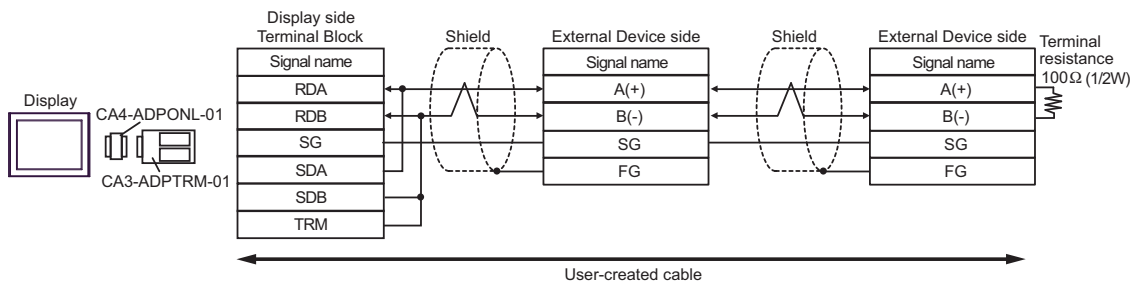 Display side
Terminal Block
Shield
External Device side
Shield
External Device side
Terminal
resistance
100Ω (1/2W)
Signal name
Signal name
Signal name
RDA
A(+)
A(+)
Display
CA4-ADPONL-01
RDB
B(-)
B(-)
SG
SG
SG
CA3-ADPTRM-01
SDA
FG
FG
SDB
TRM
User-created cable